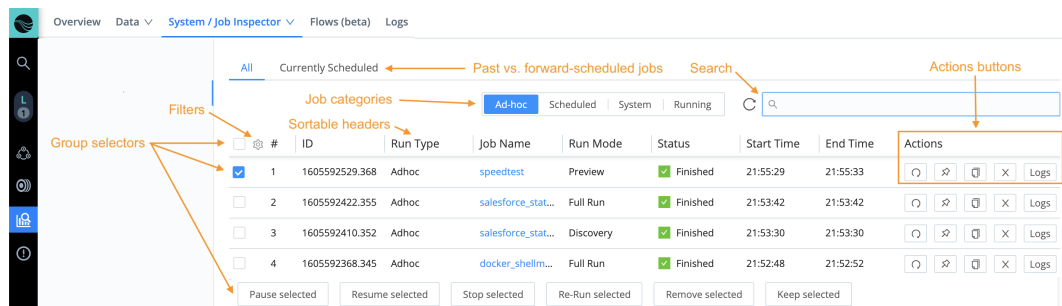 Overview Data System / Job Inspector Flows (beta) Logs
All Currently Scheduled Past vs. forward-scheduled jobs Search Actions buttons
L
1
Filters Job categories Ad-hoc Scheduled System Running
Sortable headers
Group selectors # ID Run Type Job Name Run Mode Status Start Time End Time Actions
1 1605592529.368 Adhoc speedtest Preview Finished 21:55:29 21:55:33 Logs
2 1605592422.355 Adhoc salesforce_stat... Full Run Finished 21:53:42 21:53:42 Logs
3 1605592410.352 Adhoc salesforce_stat... Discovery Finished 21:53:30 21:53:30 Logs
4 1605592368.345 Adhoc docker_shellm... Full Run Finished 21:52:48 21:52:52 Logs
Pause selected Resume selected Stop selected Re-Run selected Remove selected Keep selected